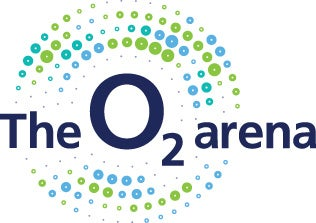 The O₂ arena